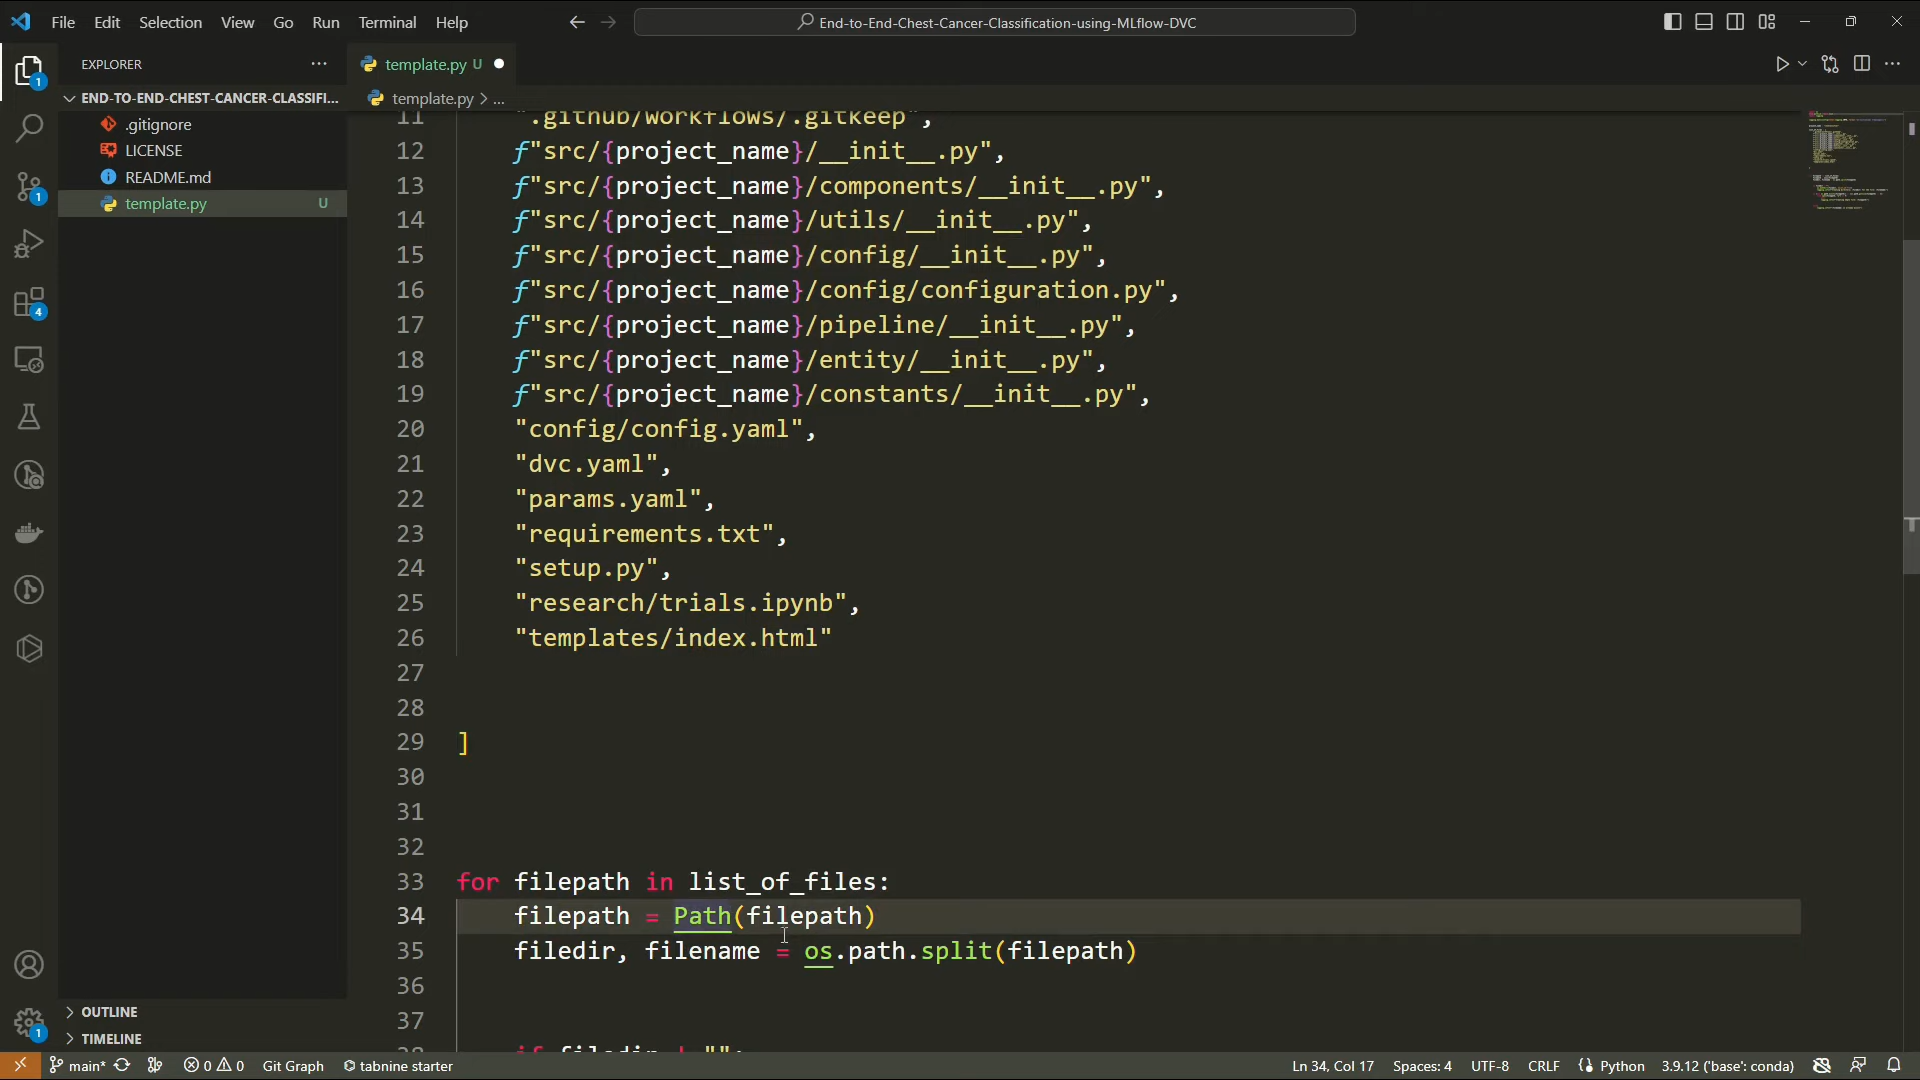 File Edit Selection View Go Run Terminal Help
End-to-End-Chest-Cancer-Classification-using-MLflow-DVC
EXPLORER
END-TO-END-CHEST-CANCER-CLASSIFI...
.gitignore
LICENSE
README.md
template.py U
OUTLINE
TIMELINE
template.py U
template.py > ...
11 ".github/workflows/.gitkeep",
12 f"src/{project_name}/__init__.py",
13 f"src/{project_name}/components/__init__.py",
14 f"src/{project_name}/utils/__init__.py",
15 f"src/{project_name}/config/__init__.py",
16 f"src/{project_name}/config/configuration.py",
17 f"src/{project_name}/pipeline/__init__.py",
18 f"src/{project_name}/entity/__init__.py",
19 f"src/{project_name}/constants/__init__.py",
20 "config/config.yaml",
21 "dvc.yaml",
22 "params.yaml",
23 "requirements.txt",
24 "setup.py",
25 "research/trials.ipynb",
26 "templates/index.html"
27
28
29 ]
30
31
32
33 for filepath in list_of_files:
34 filepath = Path(filepath)
35 filedir, filename = os.path.split(filepath)
36
37
1
1
4
1
main* 0 0 Git Graph tabnine starter
Ln 34, Col 17 Spaces: 4 UTF-8 CRLF Python 3.9.12 ('base': conda)